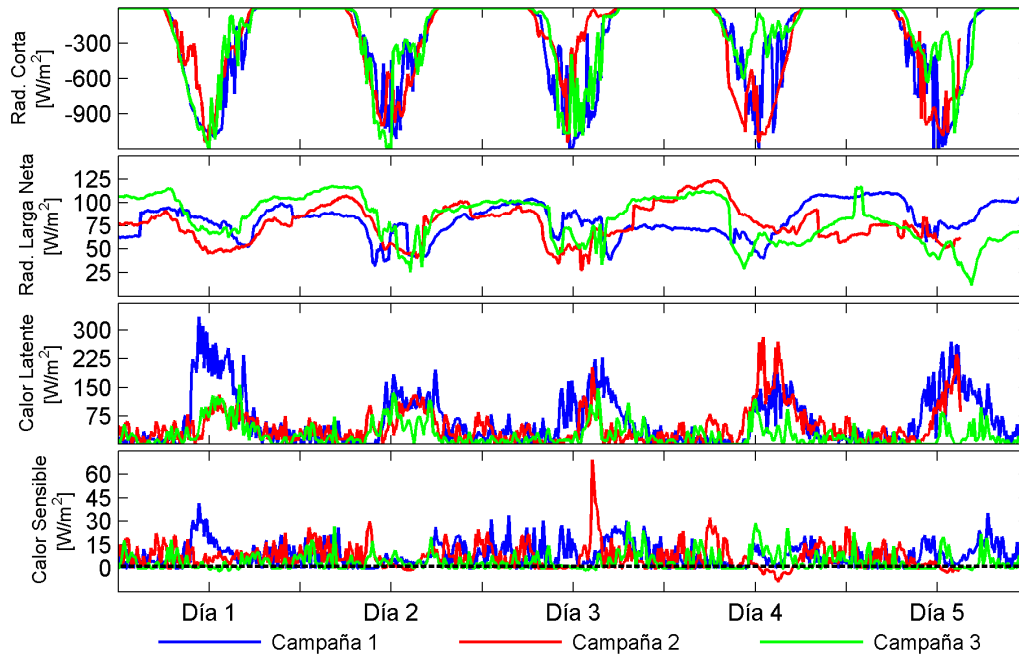 Rad. Corta
[W/m²]
-300
-600
-900
Rad. Larga Neta
[W/m²]
125
100
75
50
25
Calor Latente
[W/m²]
300
225
150
75
Calor Sensible
[W/m²]
60
45
30
15
0
Día 1 Día 2 Día 3 Día 4 Día 5
Campaña 1 Campaña 2 Campaña 3